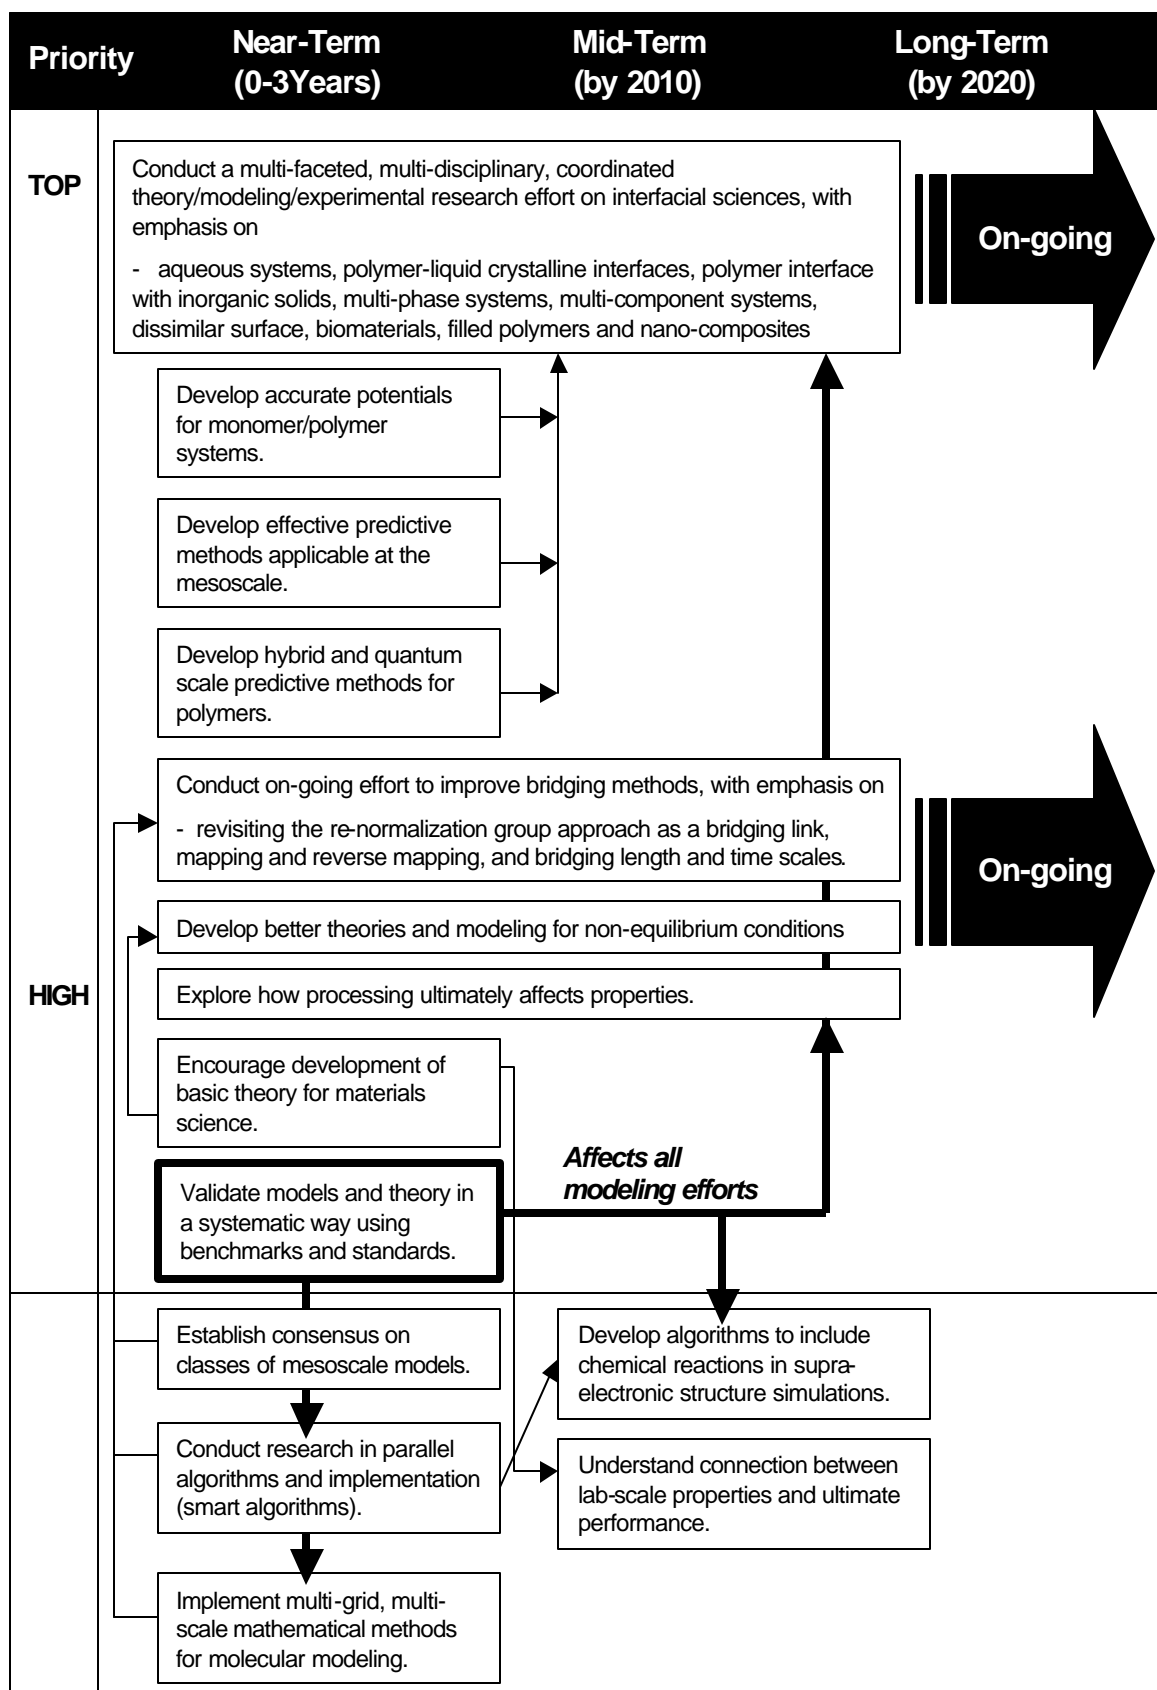 Priority
Near-Term
(0-3Years)
Mid-Term
(by 2010)
Long-Term
(by 2020)
TOP
Conduct a multi-faceted, multi-disciplinary, coordinated
theory/modeling/experimental research effort on interfacial sciences, with
emphasis on
- aqueous systems, polymer-liquid crystalline interfaces, polymer interface
with inorganic solids, multi-phase systems, multi-component systems,
dissimilar surface, biomaterials, filled polymers and nano-composites
On-going
Develop accurate potentials
for monomer/polymer
systems.
Develop effective predictive
methods applicable at the
mesoscale.
Develop hybrid and quantum
scale predictive methods for
polymers.
Conduct on-going effort to improve bridging methods, with emphasis on
- revisiting the re-normalization group approach as a bridging link,
mapping and reverse mapping, and bridging length and time scales.
On-going
Develop better theories and modeling for non-equilibrium conditions
HIGH
Explore how processing ultimately affects properties.
Encourage development of
basic theory for materials
science.
Affects all
modeling efforts
Validate models and theory in
a systematic way using
benchmarks and standards.
Establish consensus on
classes of mesoscale models.
Develop algorithms to include
chemical reactions in supra-
electronic structure simulations.
Conduct research in parallel
algorithms and implementation
(smart algorithms).
Understand connection between
lab-scale properties and ultimate
performance.
Implement multi-grid, multi-
scale mathematical methods
for molecular modeling.